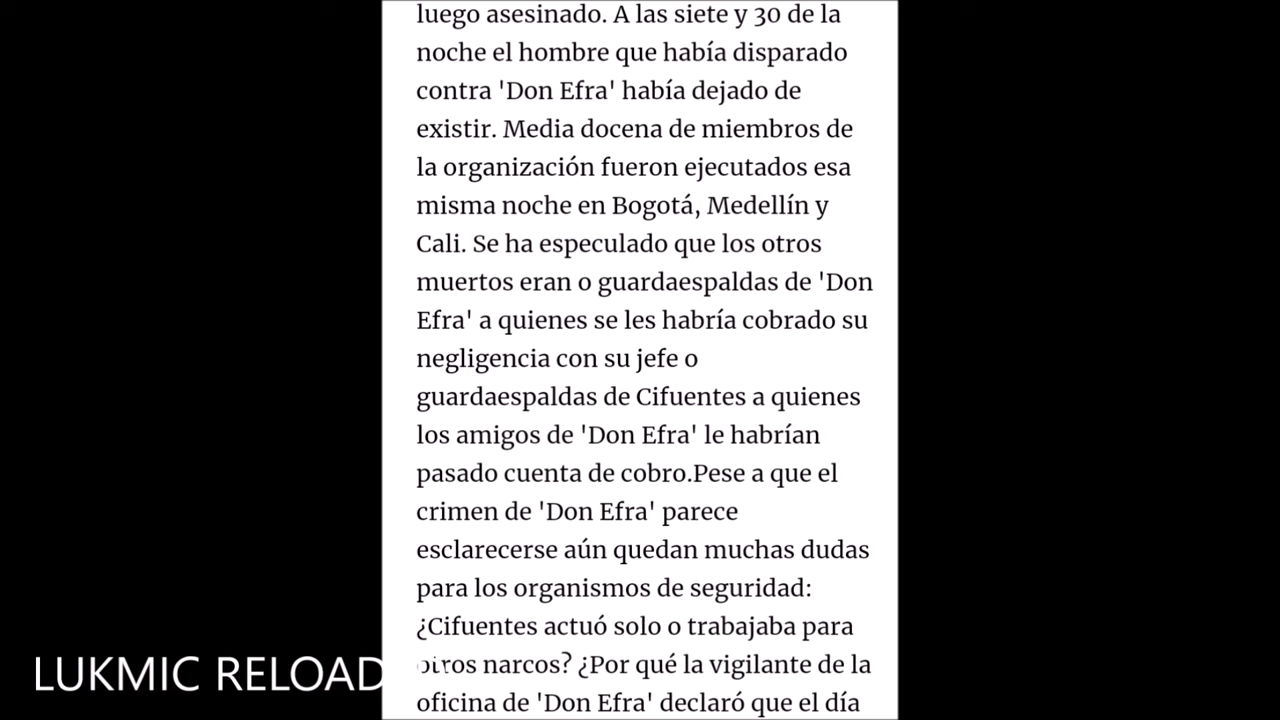 luego asesinado. A las siete y 30 de la
noche el hombre que había disparado
contra 'Don Efra' había dejado de
existir. Media docena de miembros de
la organización fueron ejecutados esa
misma noche en Bogotá, Medellín y
Cali. Se ha especulado que los otros
muertos eran o guardaespaldas de 'Don
Efra' a quienes se les habría cobrado su
negligencia con su jefe o
guardaespaldas de Cifuentes a quienes
los amigos de 'Don Efra' le habrían
pasado cuenta de cobro.Pese a que el
crimen de 'Don Efra' parece
esclarecerse aún quedan muchas dudas
para los organismos de seguridad:
¿Cifuentes actuó solo o trabajaba para
otros narcos? ¿Por qué la vigilante de la
oficina de 'Don Efra' declaró que el día
LUKMIC RELOAD